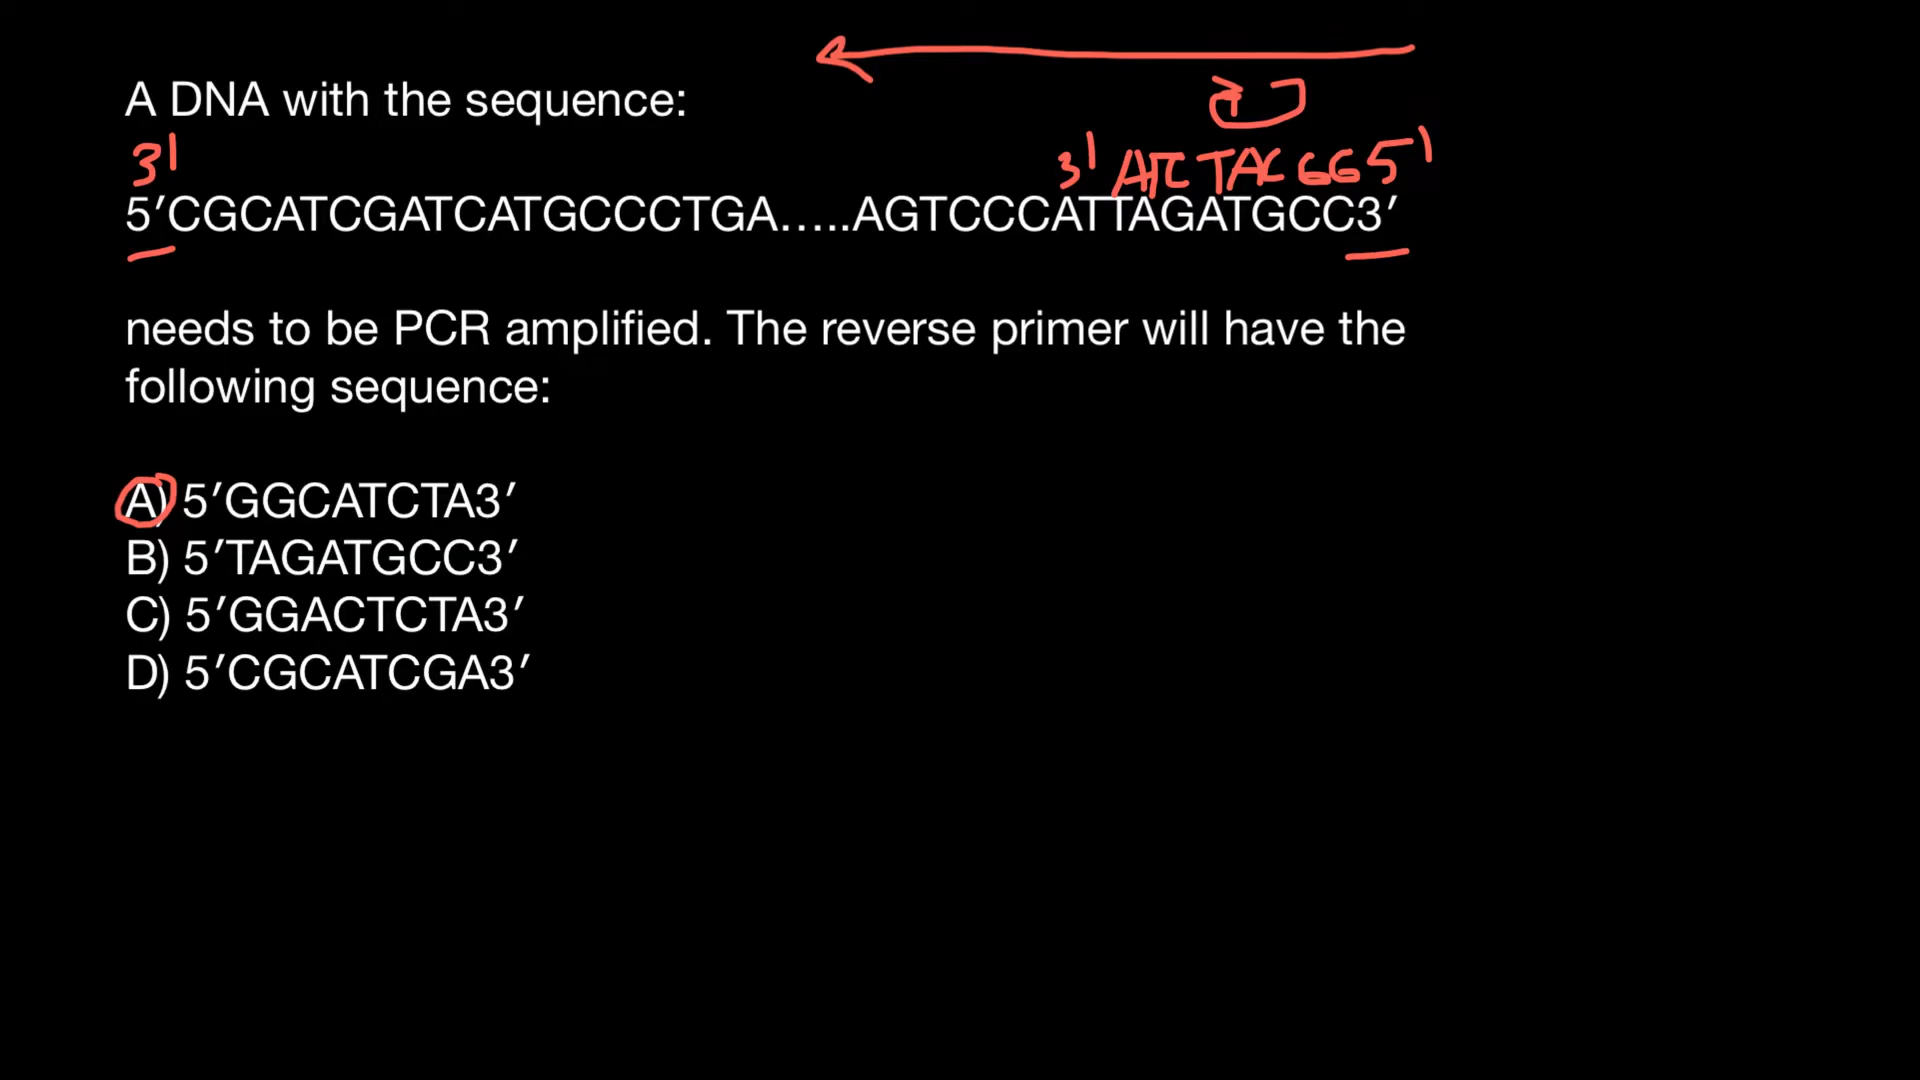 A DNA with the sequence:
3'
3' ATCTACGG5'
5′CGCATCGATCATGCCCTGA.....AGTCCCATTAGATGCC3′
needs to be PCR amplified. The reverse primer will have the
following sequence:
A) 5′GGCATCTA3′
B) 5′TAGATGCC3′
C) 5′GGACTCTA3′
D) 5′CGCATCGA3′